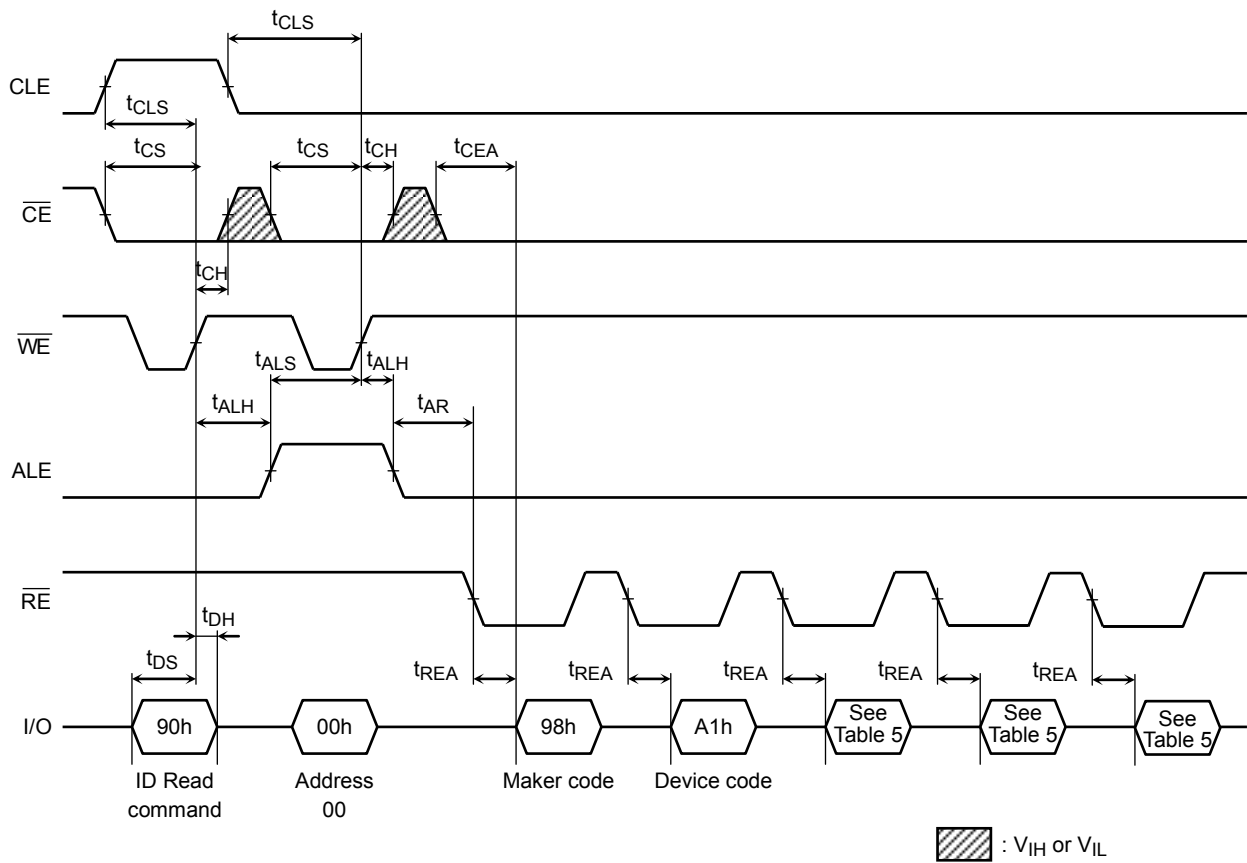 tCLS
CLE
tCLS
tCS
tCS
tCH
tCEA
CE
tCH
WE
tALS
tALH
tALH
tAR
ALE
RE
tDH
tDS
tREA
tREA
tREA
tREA
tREA
I/O
90h
00h
98h
A1h
See
Table 5
See
Table 5
See
Table 5
ID Read
command
Address
00
Maker code
Device code
: VIH or VIL